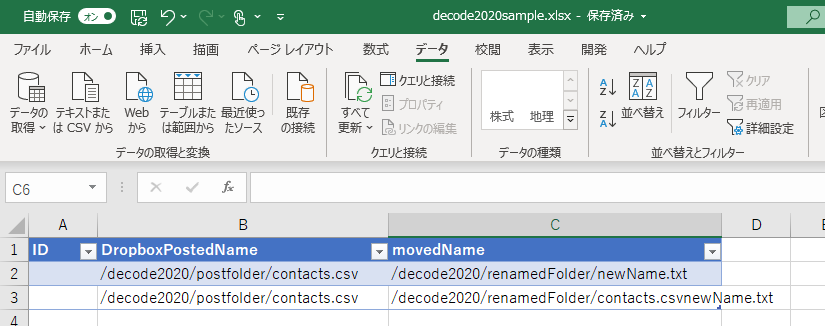 自動保存 オン decode2020sample.xlsx - 保存済み
ファイル ホーム 挿入 描画 ページ レイアウト 数式 データ 校閲 表示 開発 ヘルプ
データの取得 テキストまたは CSV から Web から テーブルまたは範囲から 最近使ったソース 既存の接続
データの取得と変換
すべて更新 クエリと接続 プロパティ リンクの編集
クエリと接続
株式 地理
データの種類
並べ替え フィルター クリア 再適用 詳細設定
並べ替えとフィルター
C6 fx
A B C D
1 ID DropboxPostedName movedName
2 /decode2020/postfolder/contacts.csv /decode2020/renamedFolder/newName.txt
3 /decode2020/postfolder/contacts.csv /decode2020/renamedFolder/contacts.csvnewName.txt